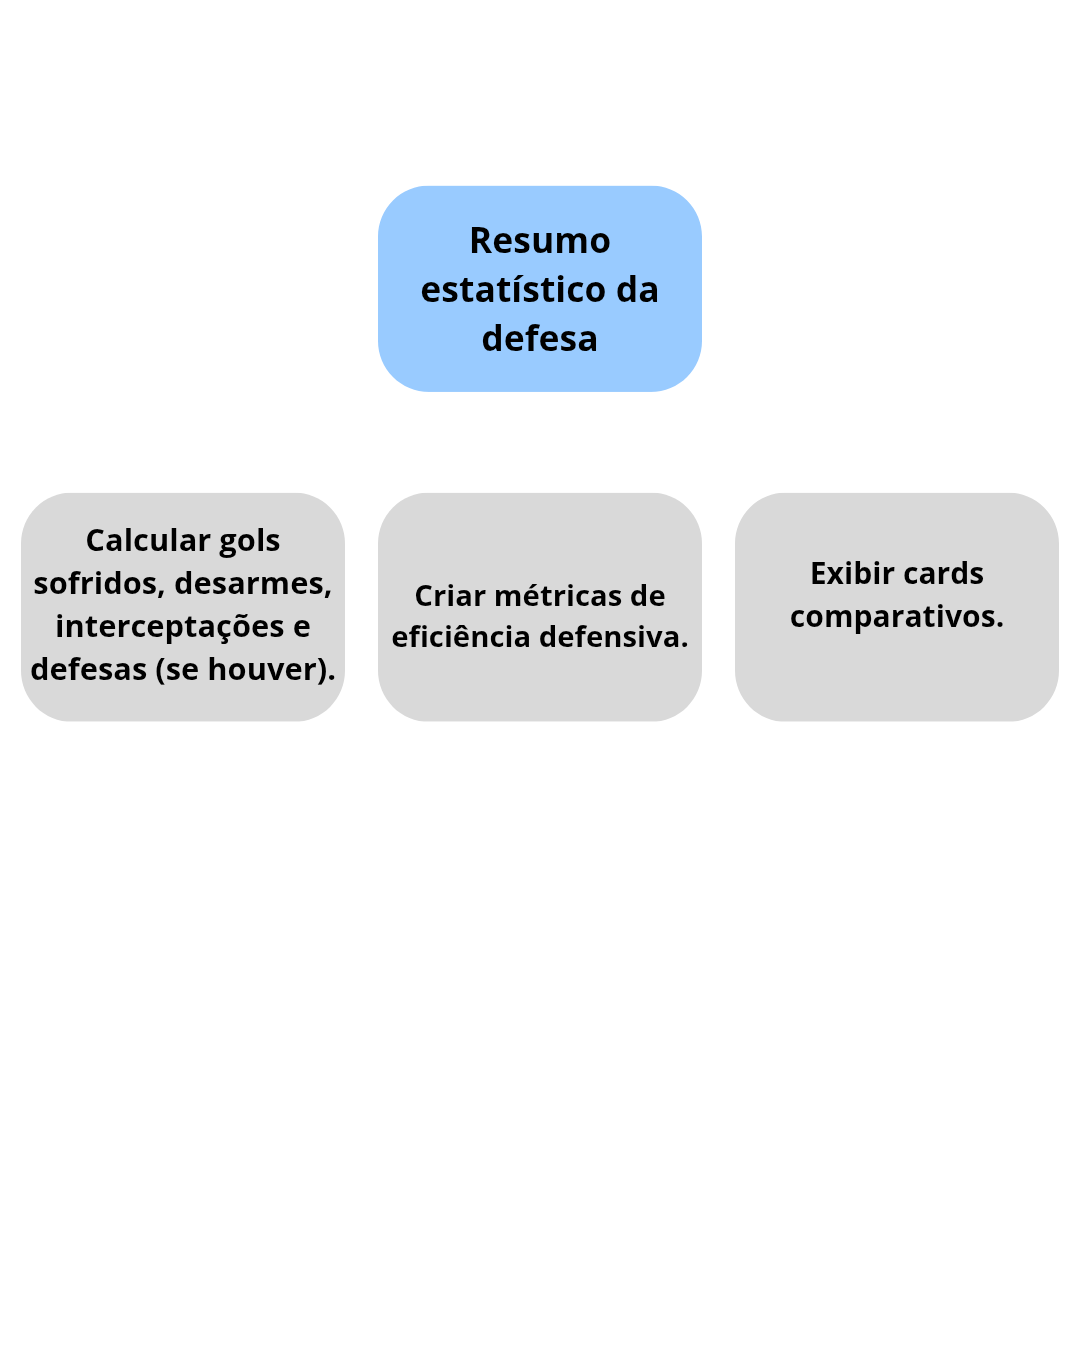 Resumo
estatístico da
defesa
Calcular gols
sofridos, desarmes,
interceptações e
defesas (se houver).
Criar métricas de
eficiência defensiva.
Exibir cards
comparativos.